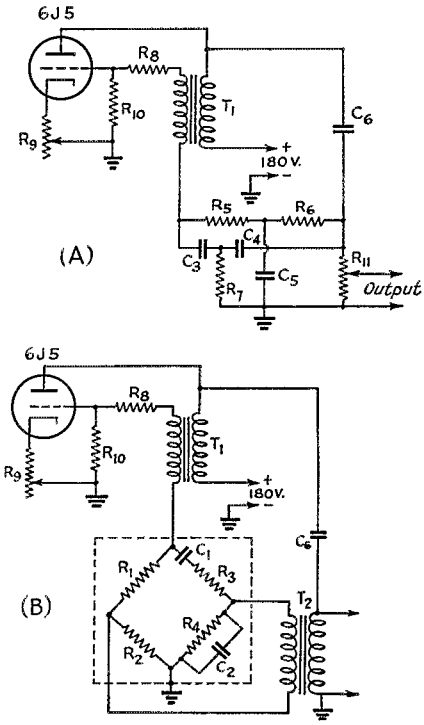 6J5
R8
R10
R9
T1
C6
+
180 V.
-
R5
R6
(A)
C3
C4
C5
R7
R11
Output
6J5
R8
R10
R9
T1
+
180V.
-
C6
R1
C1
R3
T2
(B)
R2
R4
C2